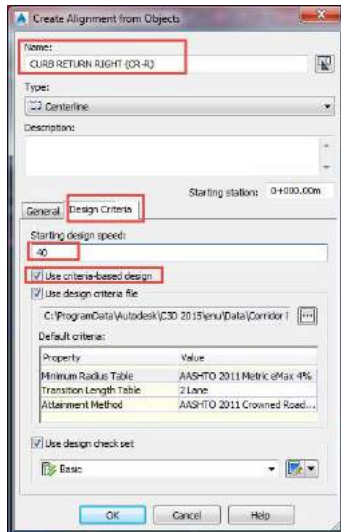 Create Alignment from Objects
Name:
CURB RETURN RIGHT (CR-R)
Type:
Centerline
Description:
Starting station: 0+000.00m
General Design Criteria
Starting design speed:
40
Use criteria-based design
Use design criteria file
C:\ProgramData\Autodesk\C3D 2015\enu\Data\Corridor
Default criteria:
Property Value
Minimum Radius Table AASHTO 2011 Metric eMax 4%
Transition Length Table 2 Lane
Attainment Method AASHTO 2011 Crowned Road...
Use design check set
Basic
OK Cancel Help